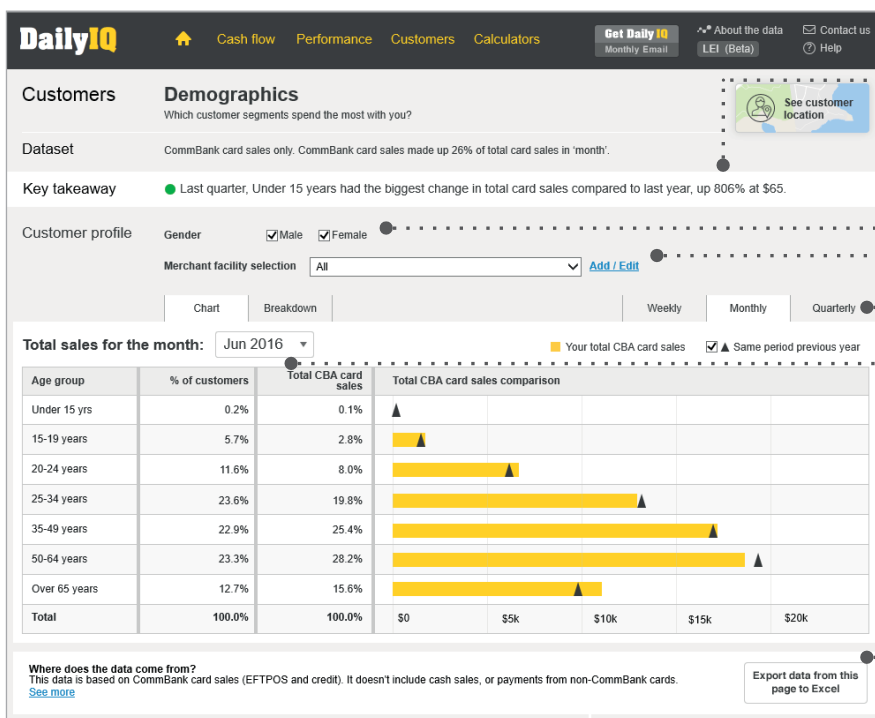 DailyIQ
Cash flow Performance Customers Calculators
Get Daily IQ
Monthly Email
About the data
LEI (Beta)
Contact us
Help
Customers
Demographics
Which customer segments spend the most with you?
See customer
location
Dataset
CommBank card sales only. CommBank card sales made up 26% of total card sales in 'month'.
Key takeaway
Last quarter, Under 15 years had the biggest change in total card sales compared to last year, up 806% at $65.
Customer profile
Gender Male Female
Merchant facility selection All Add / Edit
Chart Breakdown Weekly Monthly Quarterly
Total sales for the month: Jun 2016 Your total CBA card sales Same period previous year
Age group % of customers Total CBA card
sales Total CBA card sales comparison
Under 15 yrs 0.2% 0.1%
15-19 years 5.7% 2.8%
20-24 years 11.6% 8.0%
25-34 years 23.6% 19.8%
35-49 years 22.9% 25.4%
50-64 years 23.3% 28.2%
Over 65 years 12.7% 15.6%
Total 100.0% 100.0% $0 $5k $10k $15k $20k
Where does the data come from?
This data is based on CommBank card sales (EFTPOS and credit). It doesn't include cash sales, or payments from non-CommBank cards.
See more
Export data from this
page to Excel